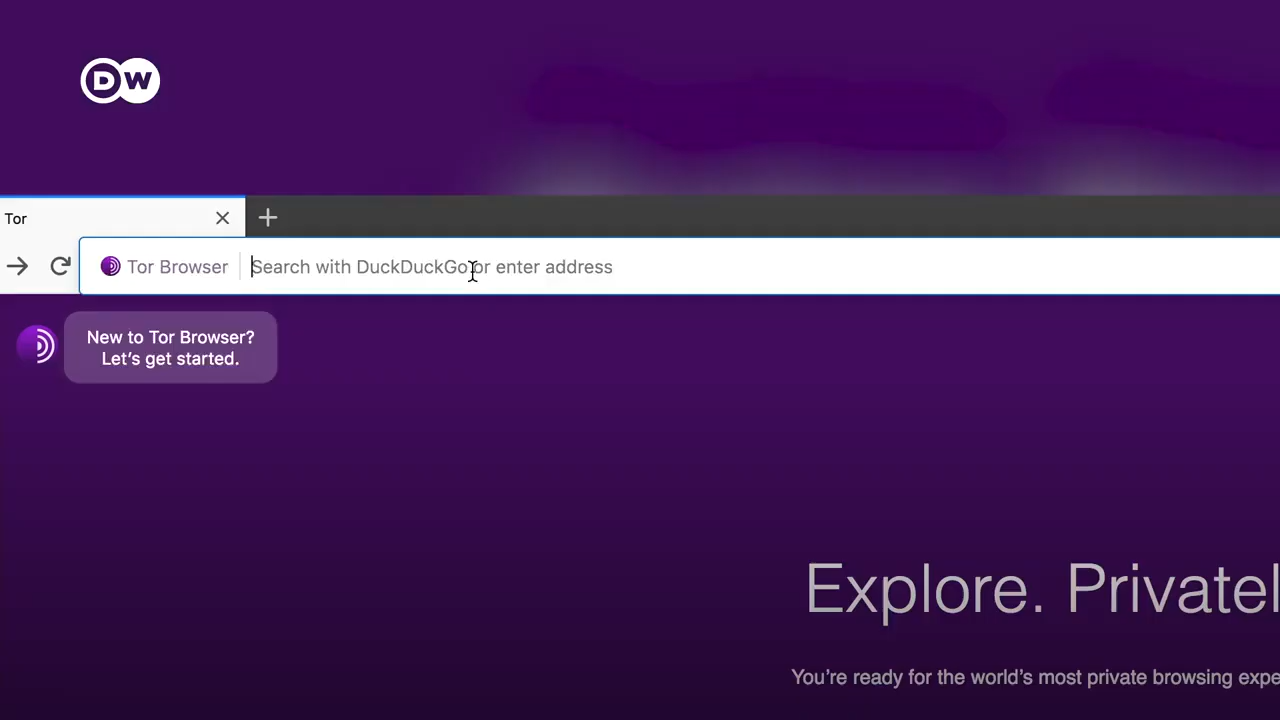 DW
Tor
Tor Browser
Search with DuckDuckGo or enter address
New to Tor Browser?
Let's get started.
Explore. Privatel
You're ready for the world's most private browsing expe